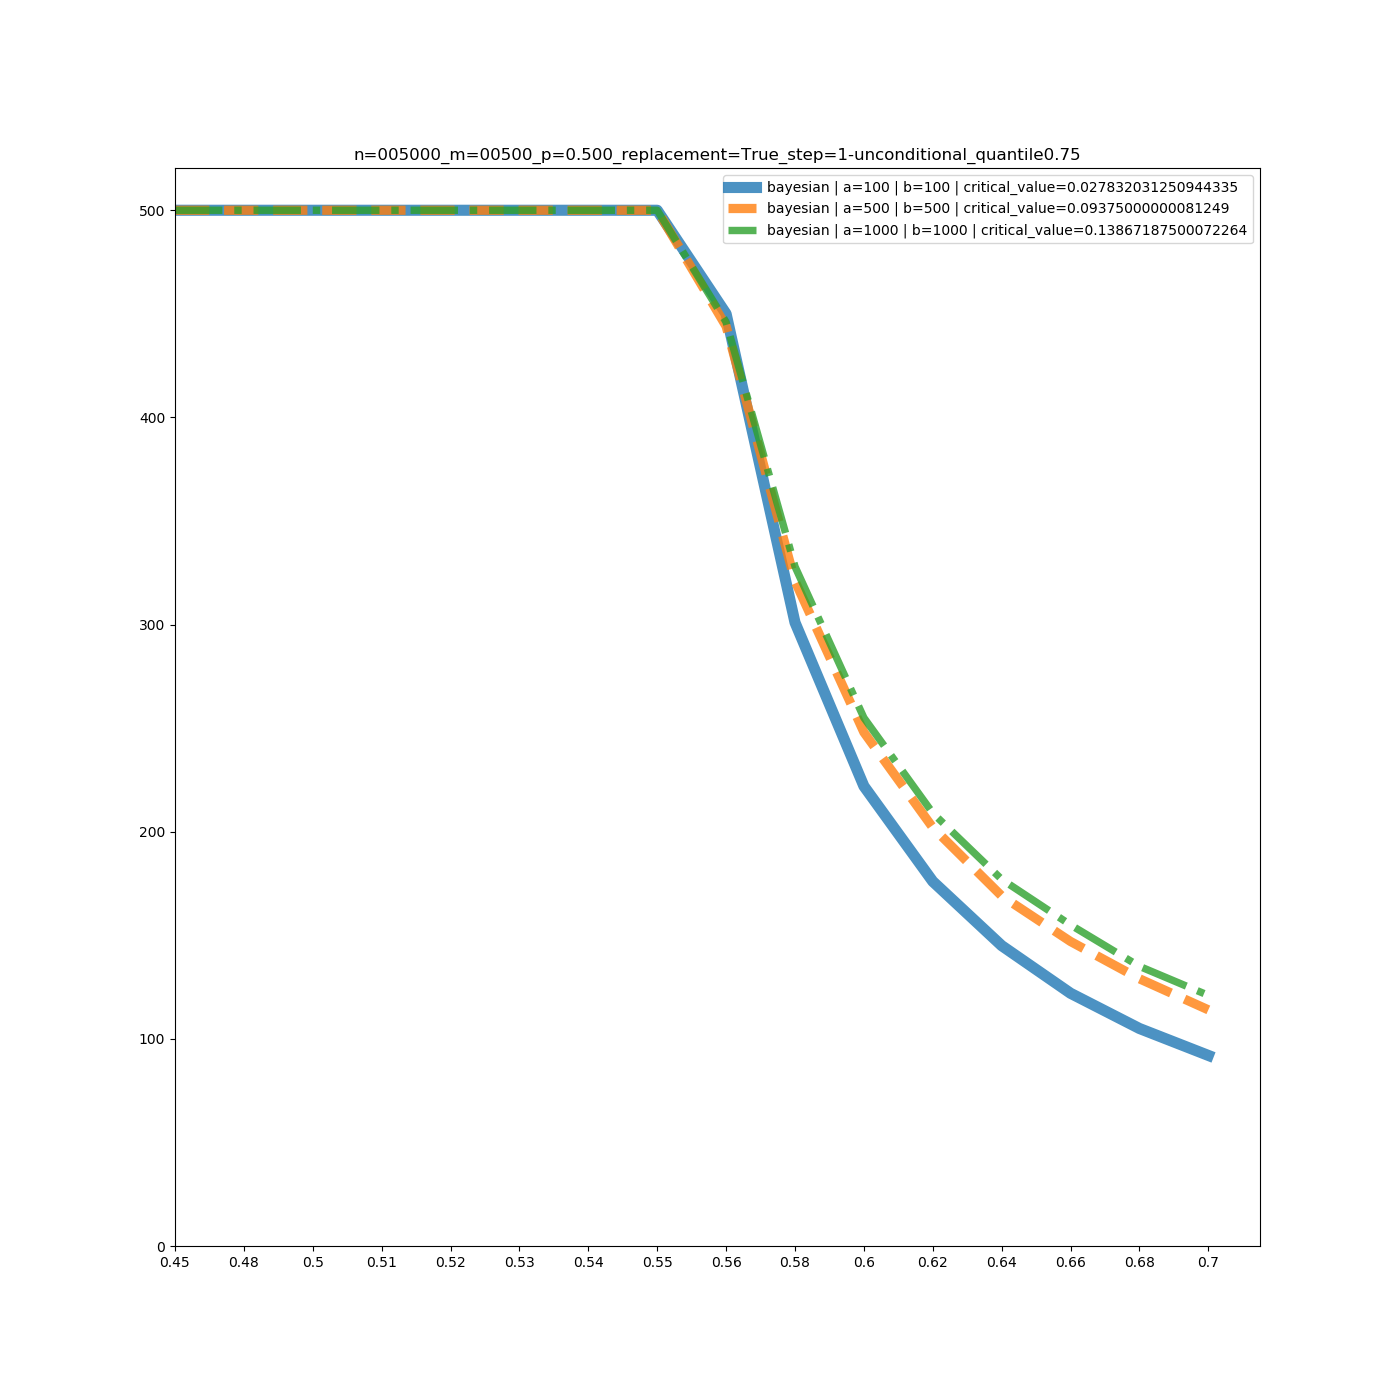 n=005000_m=00500_p=0.500_replacement=True_step=1-unconditional_quantile0.75
bayesian | a=100 | b=100 | critical_value=0.027832031250944335
bayesian | a=500 | b=500 | critical_value=0.09375000000081249
bayesian | a=1000 | b=1000 | critical_value=0.13867187500072264
500
400
300
200
100
0
0.45 0.48 0.5 0.51 0.52 0.53 0.54 0.55 0.56 0.58 0.6 0.62 0.64 0.66 0.68 0.7